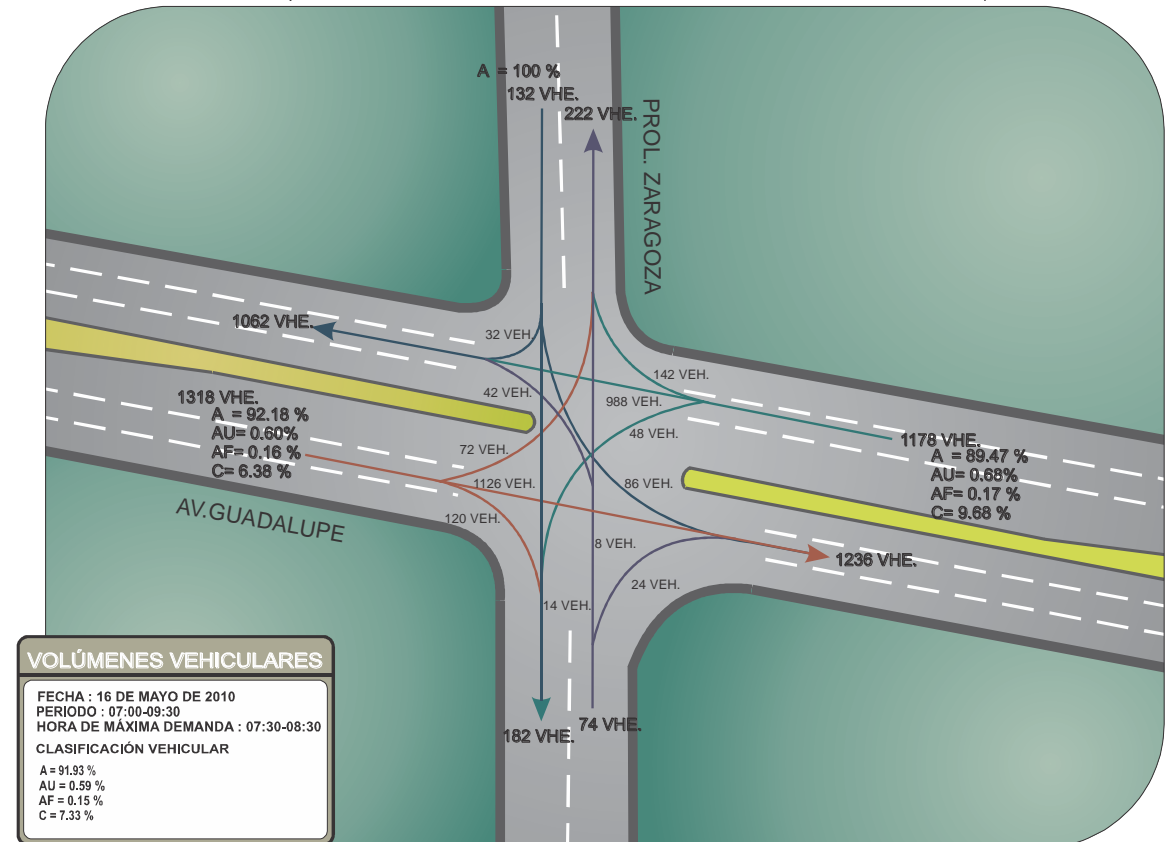 A = 100 %
132 VHE.
222 VHE.
PROL. ZARAGOZA
1062 VHE.
32 VEH.
142 VEH.
42 VEH.
988 VEH.
1318 VHE.
A = 92.18 %
AU= 0.60%
AF= 0.16 %
C= 6.38 %
48 VEH.
1178 VHE.
A = 89.47 %
AU= 0.68%
AF= 0.17 %
C= 9.68 %
72 VEH.
1126 VEH.
86 VEH.
120 VEH.
AV.GUADALUPE
8 VEH.
1236 VHE.
24 VEH.
14 VEH.
182 VHE.
74 VHE.
VOLÚMENES VEHICULARES
FECHA : 16 DE MAYO DE 2010
PERIODO : 07:00-09:30
HORA DE MÁXIMA DEMANDA : 07:30-08:30
CLASIFICACIÓN VEHICULAR
A = 91.93 %
AU = 0.59 %
AF = 0.15 %
C = 7.33 %